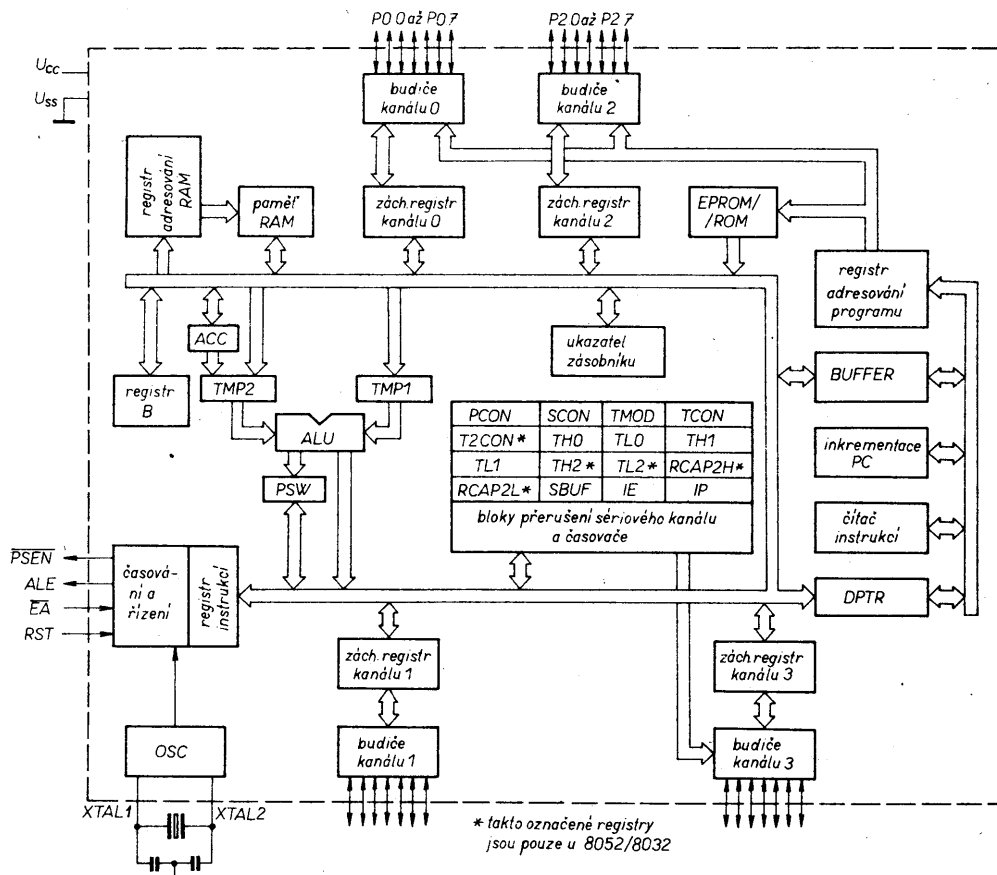 P0 0 až P0 7
P2 0 až P2 7
Ucc
Uss
budiče
kanálu 0
budiče
kanálu 2
registr
adresování
RAM
paměť
RAM
zách. registr
kanálu 0
zách. registr
kanálu 2
EPROM/
/ROM
registr
adresování
programu
ACC
ukazatel
zásobníku
registr
B
TMP2
TMP1
BUFFER
ALU
PCON SCON TMOD TCON
T2CON* TH0 TL0 TH1
TL1 TH2* TL2* RCAP2H*
RCAP2L* SBUF IE IP
bloky přerušení sériového kanálu
a časovače
inkrementace
PC
PSW
čítač
instrukcí
PSEN
ALE
EA
RST
časová-
ní a
řízení
registr
instrukcí
DPTR
zách. registr
kanálu 1
zách. registr
kanálu 3
OSC
budiče
kanálu 1
budiče
kanálu 3
XTAL1
XTAL2
* takto označené registry
jsou pouze u 8052/8032